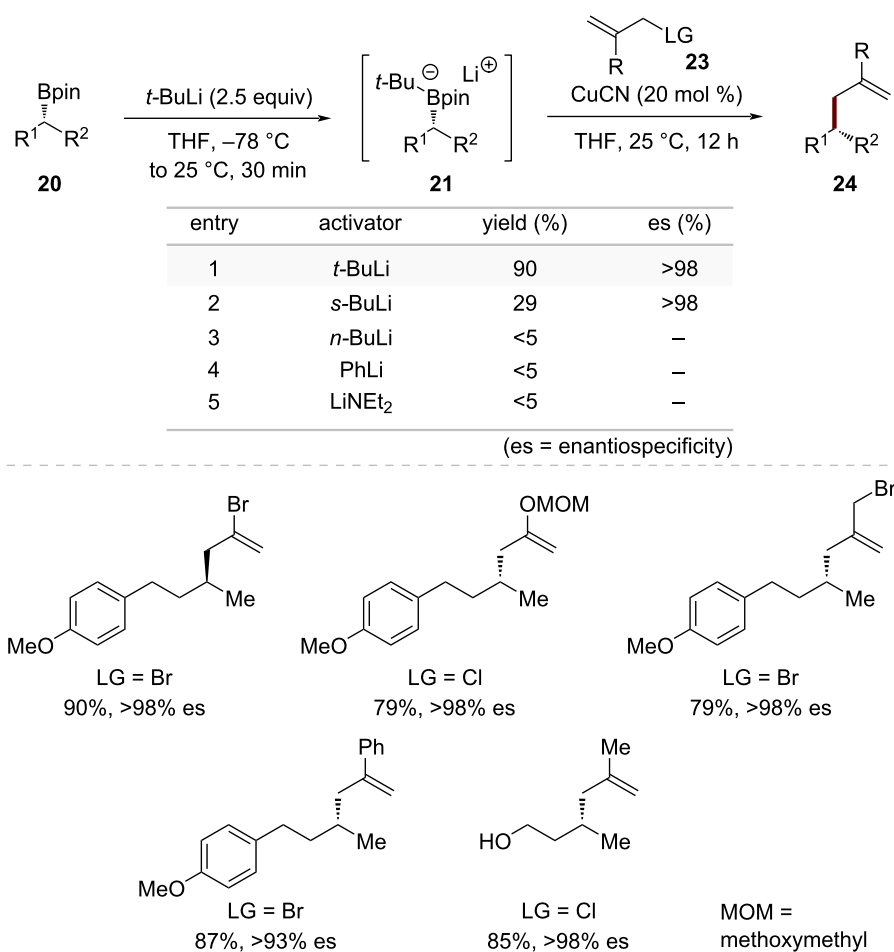 Bpin
R¹ R²
20
t-BuLi (2.5 equiv)
THF, –78 °C
to 25 °C, 30 min
t-Bu ⊖ Li⊕
Bpin
R¹ R²
21
LG
R 23
CuCN (20 mol %)
THF, 25 °C, 12 h
R
R¹ R²
24
entry activator yield (%) es (%)
1 t-BuLi 90 >98
2 s-BuLi 29 >98
3 n-BuLi <5 –
4 PhLi <5 –
5 LiNEt₂ <5 –
(es = enantiospecificity)
Br
Me
MeO
LG = Br
90%, >98% es
OMOM
Me
MeO
LG = Cl
79%, >98% es
Br
Me
MeO
LG = Br
79%, >98% es
Ph
Me
MeO
LG = Br
87%, >93% es
Me
HO Me
LG = Cl
85%, >98% es
MOM =
methoxymethyl